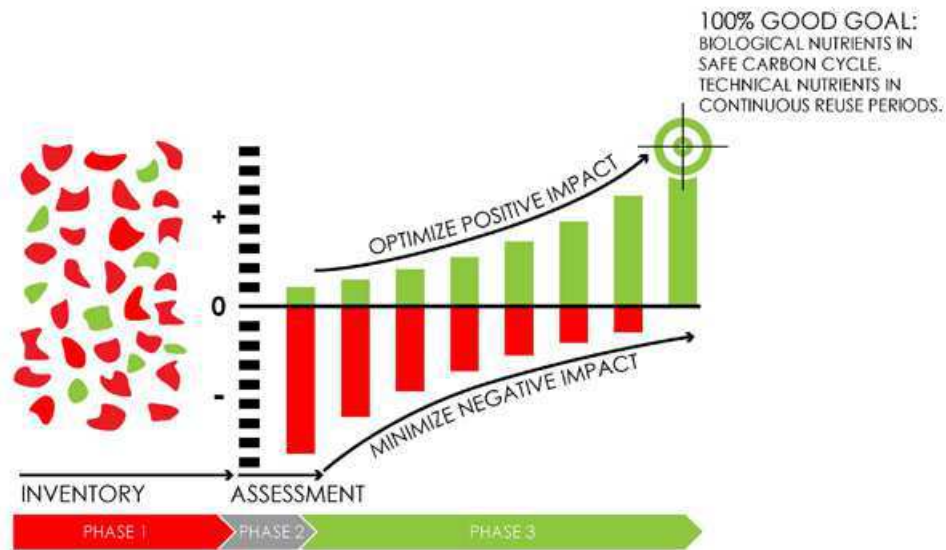 100% GOOD GOAL:
BIOLOGICAL NUTRIENTS IN
SAFE CARBON CYCLE.
TECHNICAL NUTRIENTS IN
CONTINUOUS REUSE PERIODS.
OPTIMIZE POSITIVE IMPACT
+
0
-
MINIMIZE NEGATIVE IMPACT
INVENTORY
ASSESSMENT
PHASE 1
PHASE 2
PHASE 3